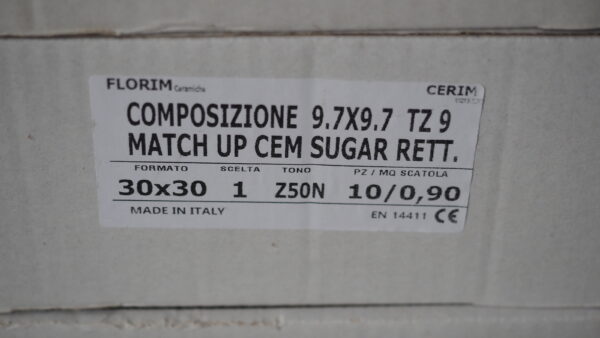 FLORIM Ceramiche CERIM
COMPOSIZIONE 9.7X9.7 TZ 9
MATCH UP CEM SUGAR RETT.
FORMATO SCELTA TONO PZ / MQ SCATOLA
30x30 1 Z50N 10/0,90
MADE IN ITALY EN 14411 CE